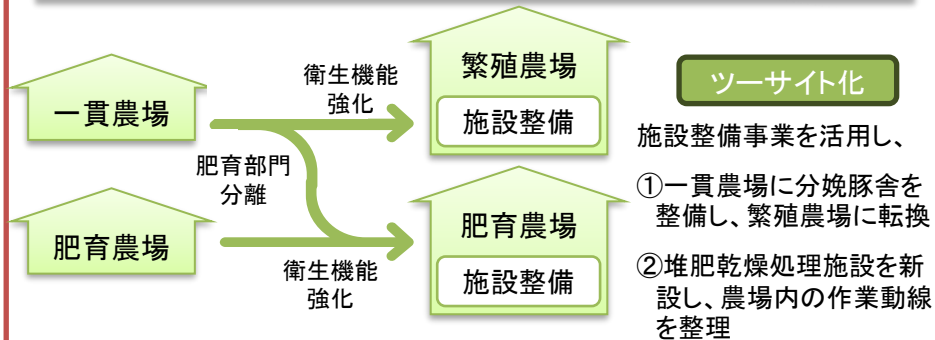 一貫農場
肥育農場
衛生機能
強化
肥育部門
分離
衛生機能
強化
繁殖農場
施設整備
肥育農場
施設整備
ツーサイト化
施設整備事業を活用し、
①一貫農場に分娩豚舎を
整備し、繁殖農場に転換
②堆肥乾燥処理施設を新
設し、農場内の作業動線
を整理